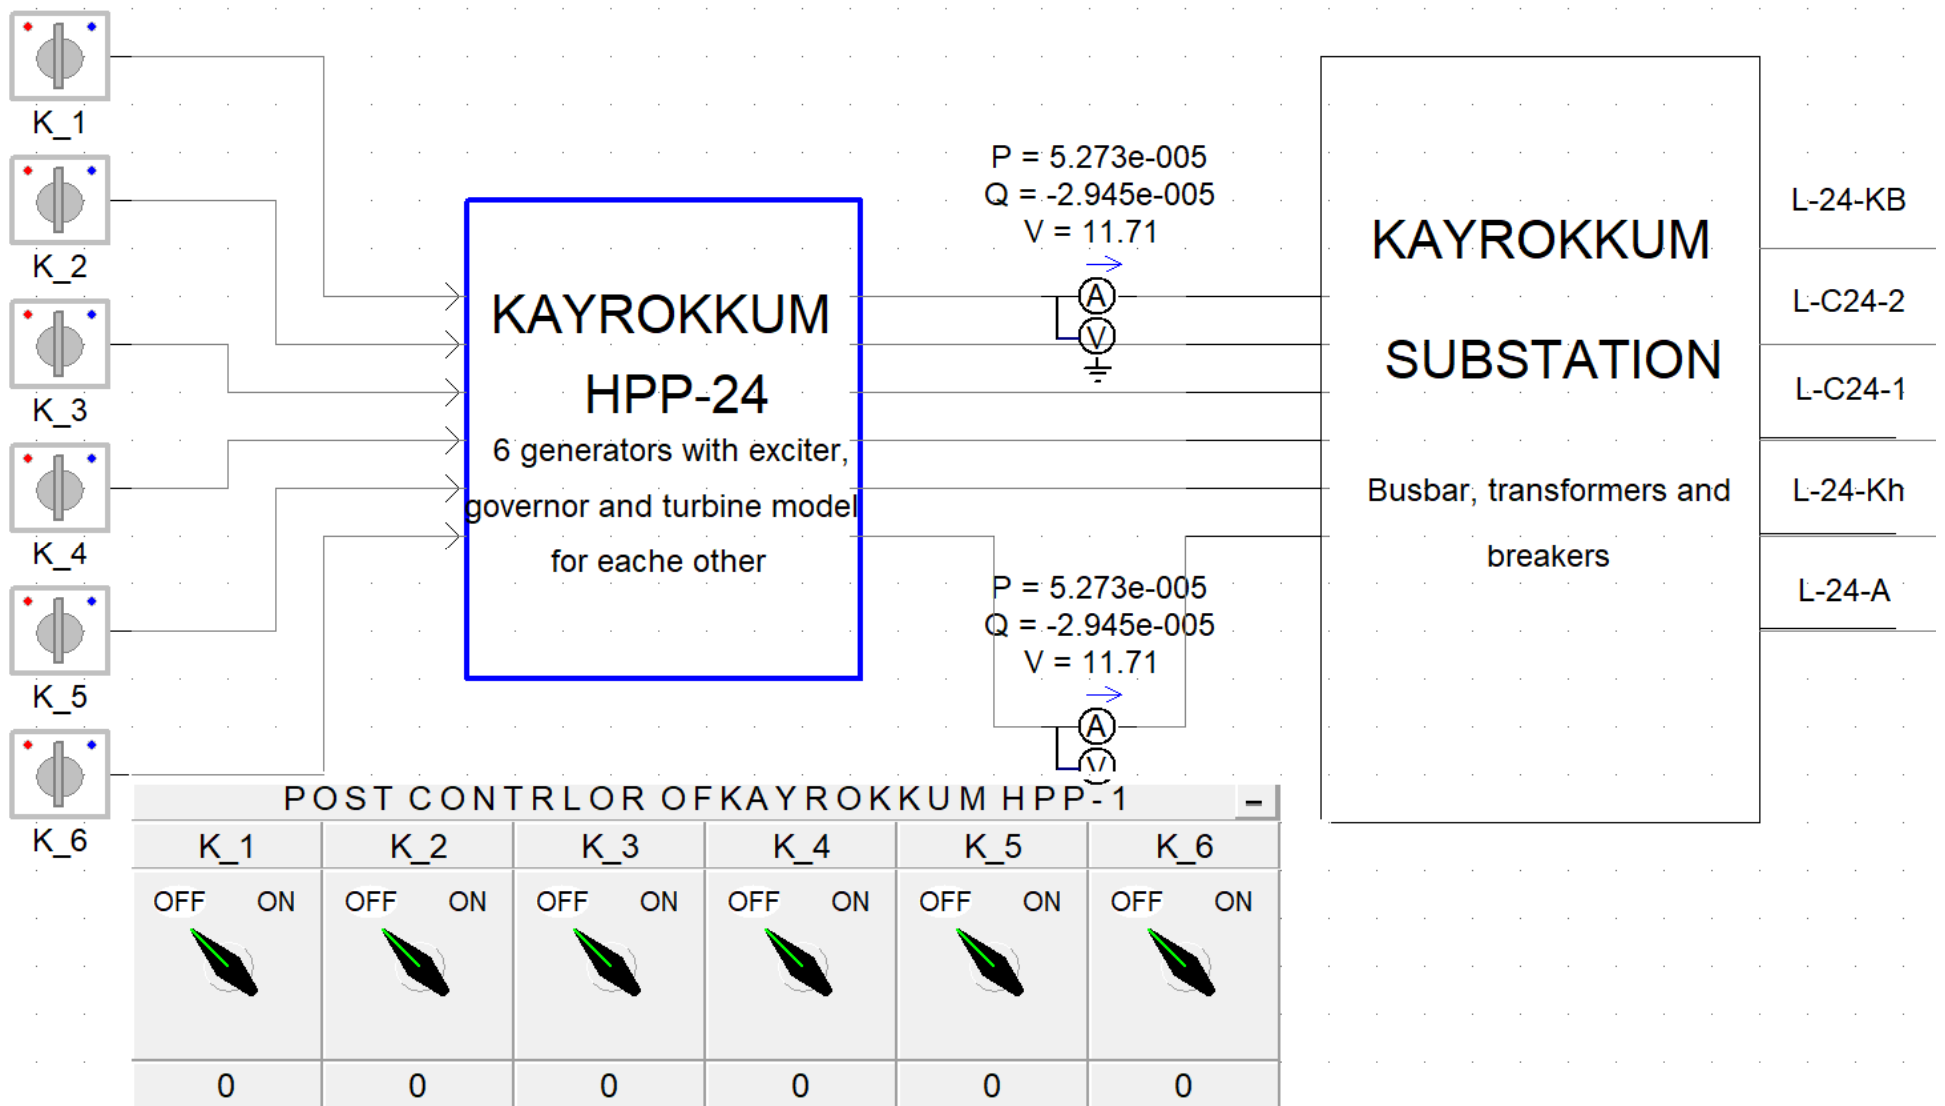 K_1
K_2
K_3
K_4
K_5
K_6
KAYROKKUM
HPP-24
6 generators with exciter,
governor and turbine model
for eache other
P = 5.273e-005
Q = -2.945e-005
V = 11.71
A
V
P = 5.273e-005
Q = -2.945e-005
V = 11.71
A
V
KAYROKKUM
SUBSTATION
Busbar, transformers and
breakers
L-24-KB
L-C24-2
L-C24-1
L-24-Kh
L-24-A
POST CONTRLOR OFKAYROKKUM HPP-1
K_1 K_2 K_3 K_4 K_5 K_6
OFF ON OFF ON OFF ON OFF ON OFF ON OFF ON
0 0 0 0 0 0